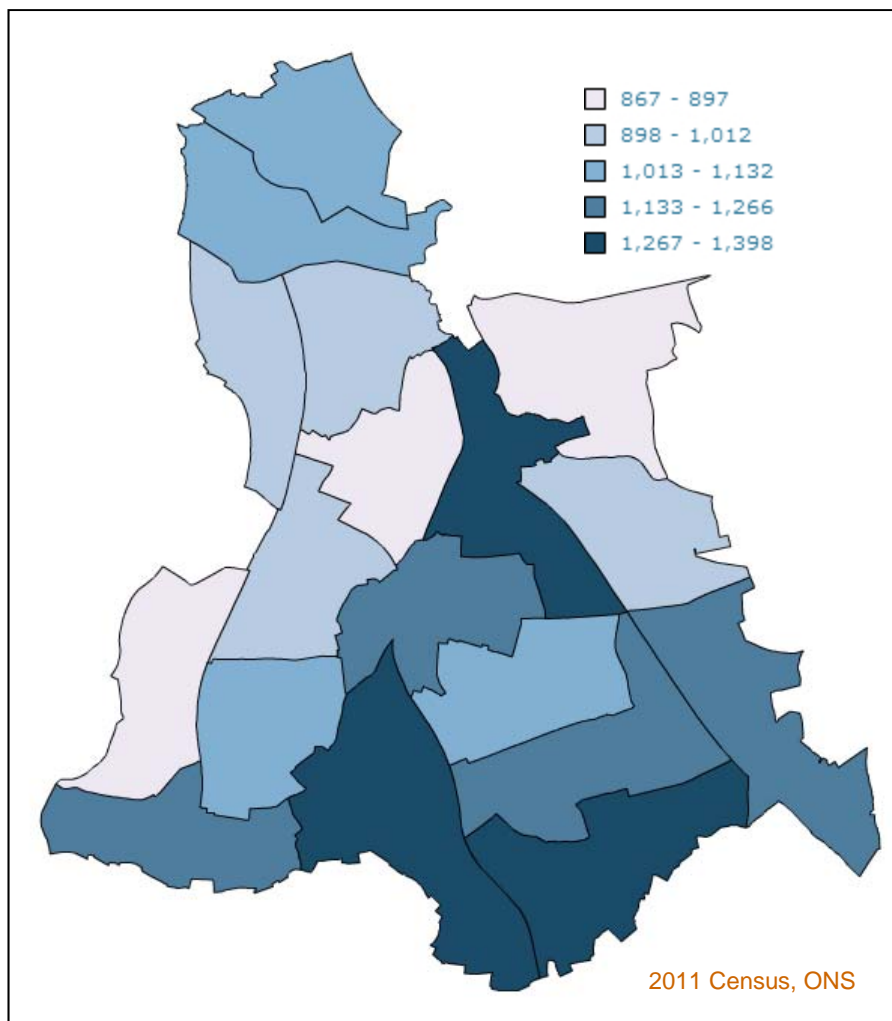 867 - 897
898 - 1,012
1,013 - 1,132
1,133 - 1,266
1,267 - 1,398
2011 Census, ONS